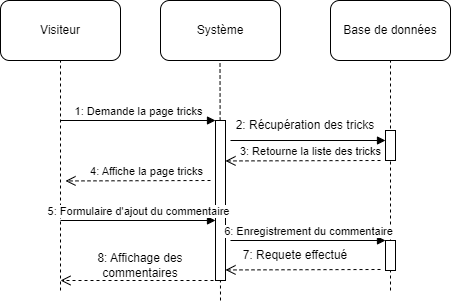 Visiteur
Système
Base de données
1: Demande la page tricks
2: Récupération des tricks
3: Retourne la liste des tricks
4: Affiche la page tricks
5: Formulaire d'ajout du commentaire
6: Enregistrement du commentaire
7: Requete effectué
8: Affichage des
commentaires